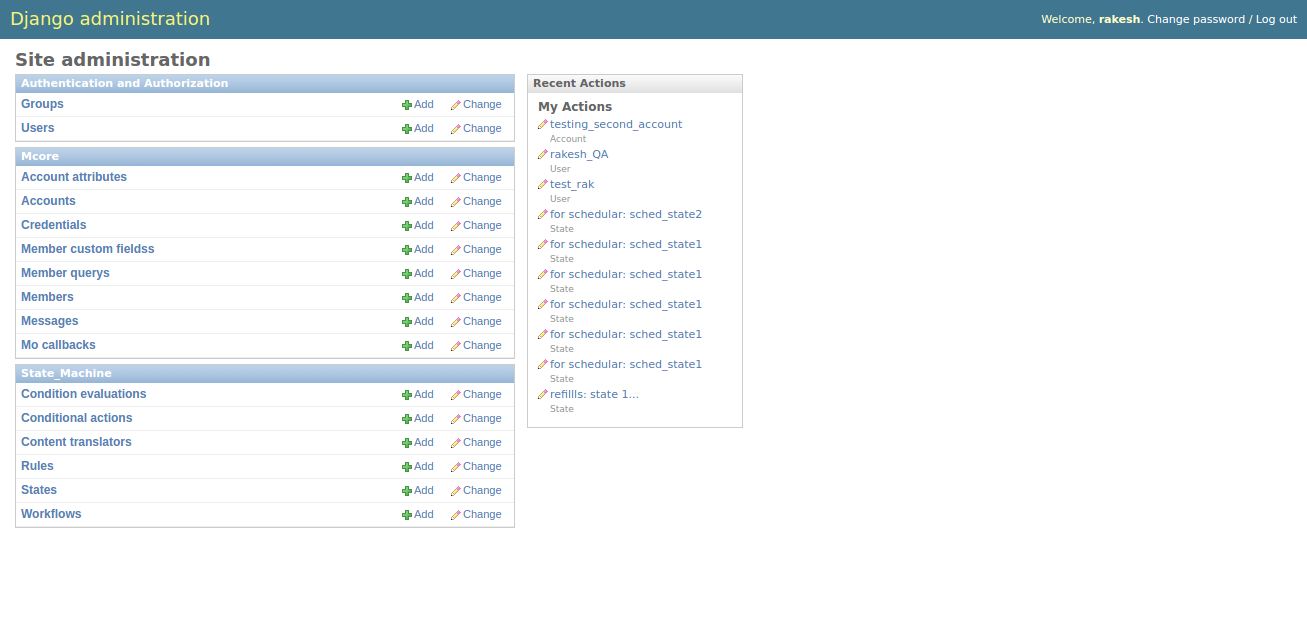 Django administration
Welcome, rakesh. Change password / Log out
Site administration
Authentication and Authorization
Groups Add Change
Users Add Change
Mcore
Account attributes Add Change
Accounts Add Change
Credentials Add Change
Member custom fieldss Add Change
Member querys Add Change
Members Add Change
Messages Add Change
Mo callbacks Add Change
State_Machine
Condition evaluations Add Change
Conditional actions Add Change
Content translators Add Change
Rules Add Change
States Add Change
Workflows Add Change
Recent Actions
My Actions
testing_second_account
Account
rakesh_QA
User
test_rak
User
for schedular: sched_state2
State
for schedular: sched_state1
State
for schedular: sched_state1
State
for schedular: sched_state1
State
for schedular: sched_state1
State
for schedular: sched_state1
State
refillls: state 1...
State